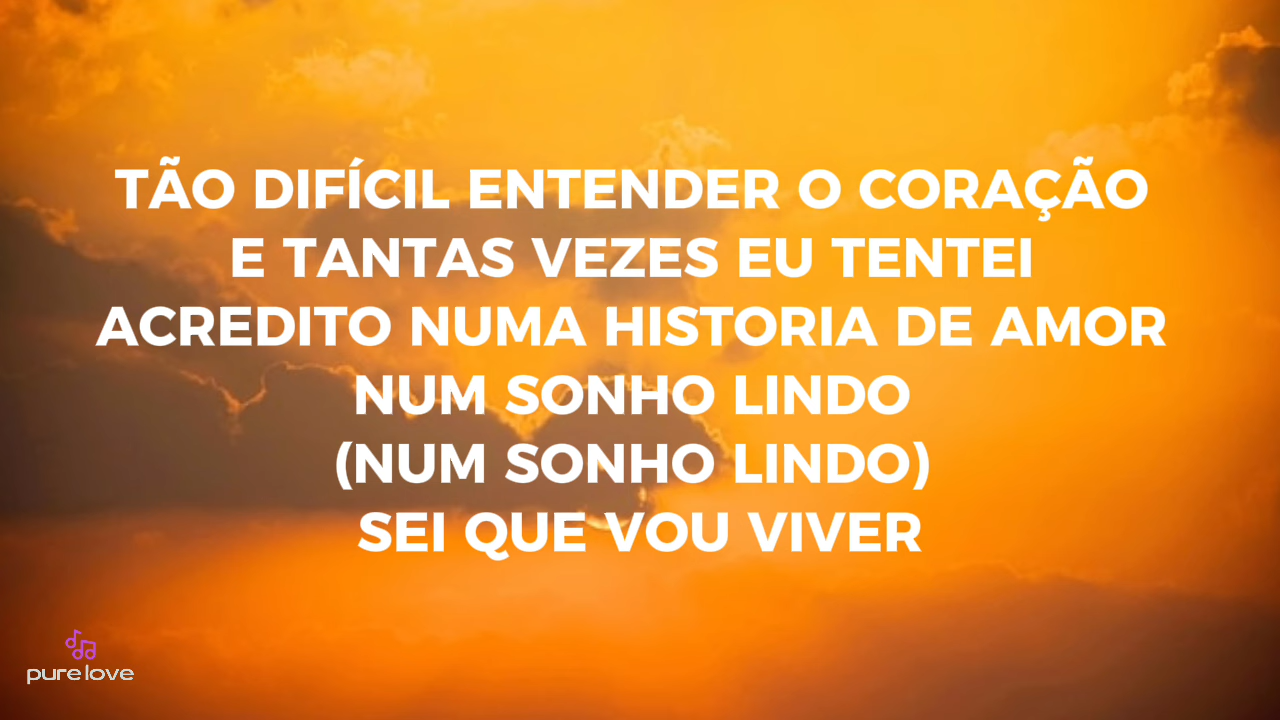 TÃO DIFÍCIL ENTENDER O CORAÇÃO
E TANTAS VEZES EU TENTEI
ACREDITO NUMA HISTORIA DE AMOR
NUM SONHO LINDO
(NUM SONHO LINDO)
SEI QUE VOU VIVER
pure love